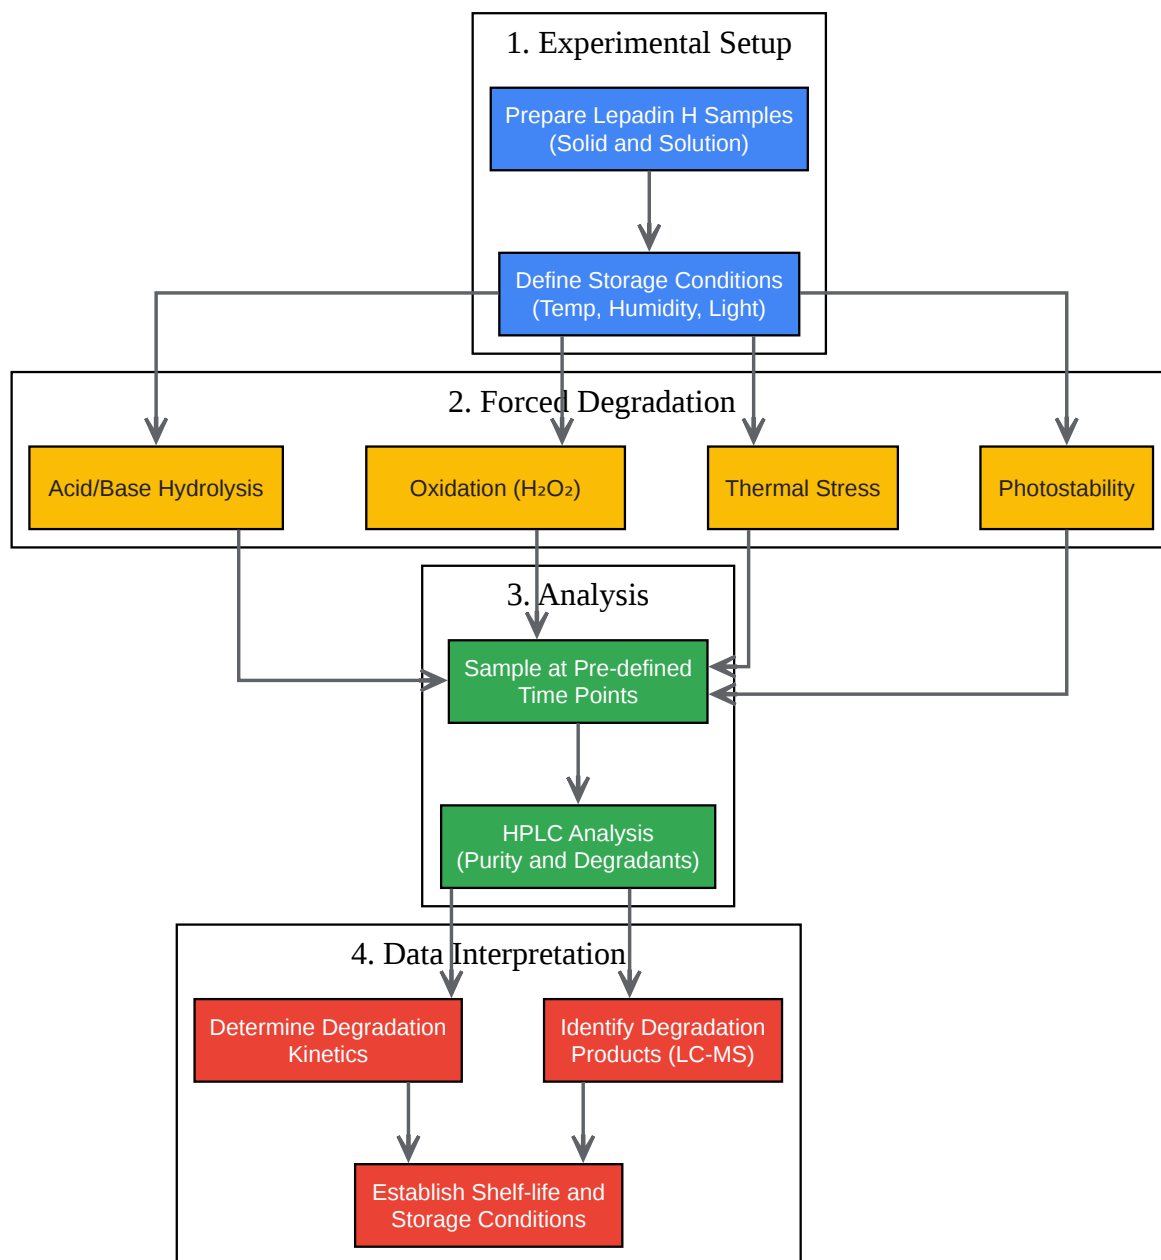 1. Experimental Setup
Prepare Lepadin H Samples
(Solid and Solution)
Define Storage Conditions
(Temp, Humidity, Light)
2. Forced Degradation
Acid/Base Hydrolysis
Oxidation (H₂O₂)
Thermal Stress
Photostability
3. Analysis
Sample at Pre-defined
Time Points
HPLC Analysis
(Purity and Degradants)
4. Data Interpretation
Determine Degradation
Kinetics
Identify Degradation
Products (LC-MS)
Establish Shelf-life and
Storage Conditions